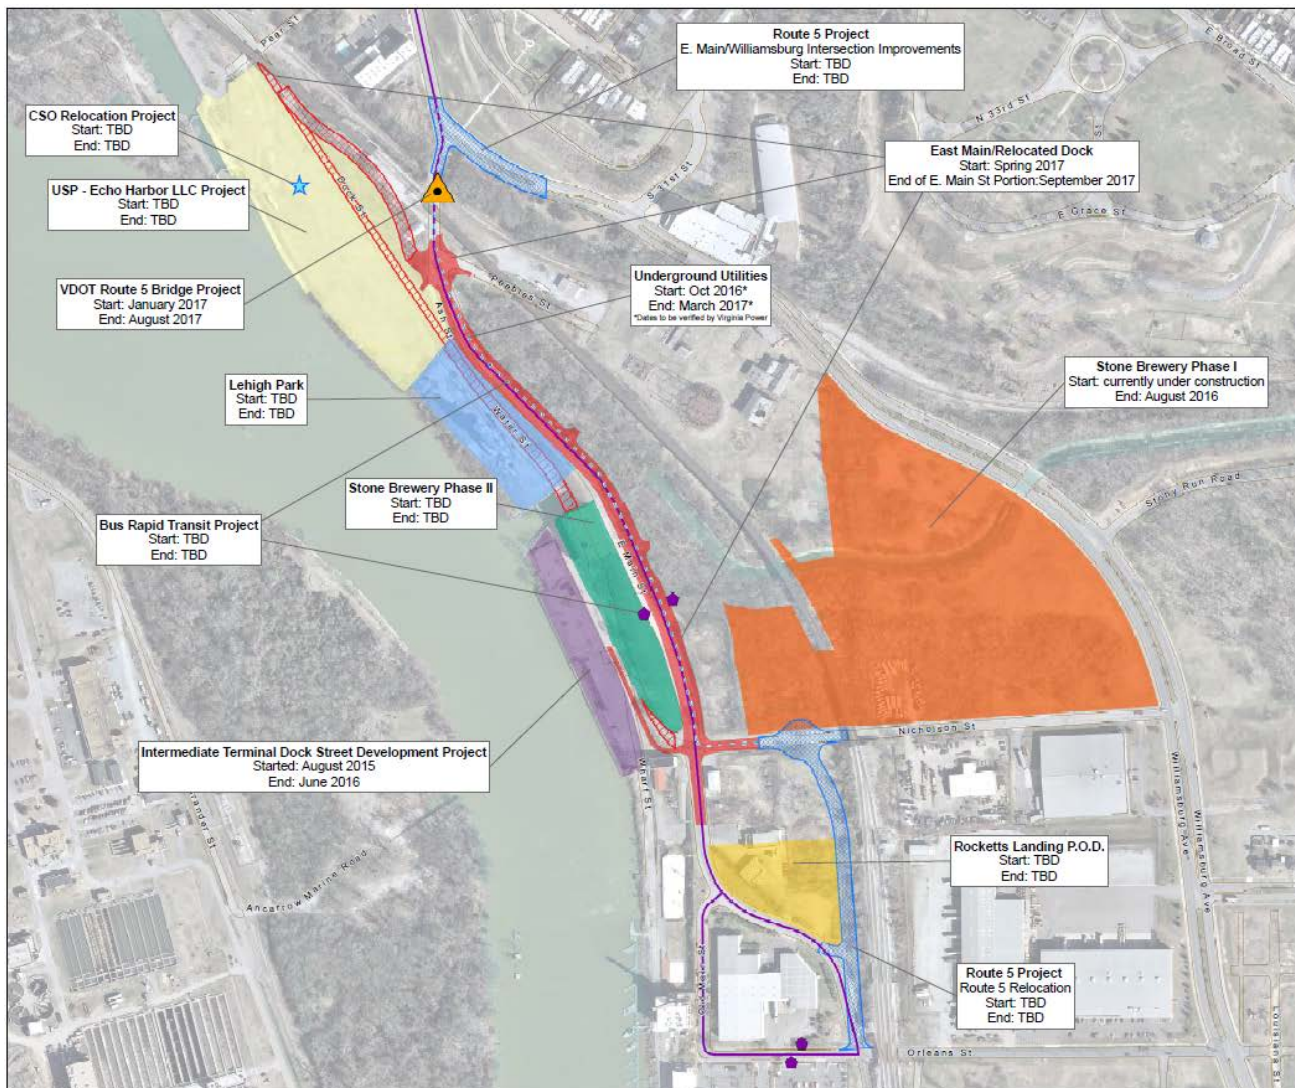 Pear St
Route 5 Project
E. Main/Williamsburg Intersection Improvements
Start: TBD
End: TBD
E Broad St
N 33rd St
St
CSO Relocation Project
Start: TBD
End: TBD
East Main/Relocated Dock
Start: Spring 2017
End of E. Main St Portion:September 2017
USP - Echo Harbor LLC Project
Start: TBD
End: TBD
Dock St
S 31st St
E Grace St
VDOT Route 5 Bridge Project
Start: January 2017
End: August 2017
Peebles St
Underground Utilities
Start: Oct 2016*
End: March 2017*
*Dates to be verified by Virginia Power
Ash St
Lehigh Park
Start: TBD
End: TBD
Stone Brewery Phase I
Start: currently under construction
End: August 2016
Water St
Stone Brewery Phase II
Start: TBD
End: TBD
Stony Run Road
Bus Rapid Transit Project
Start: TBD
End: TBD
E Main St
Intermediate Terminal Dock Street Development Project
Started: August 2015
End: June 2016
Nicholson St
Wharf St
Williamsburg Ave
Williamsburg Ave
Rocketts Landing P.O.D.
Start: TBD
End: TBD
Ancarrow Marine Road
Old Main St
Route 5 Project
Route 5 Relocation
Start: TBD
End: TBD
Orleans St
Louisiana St